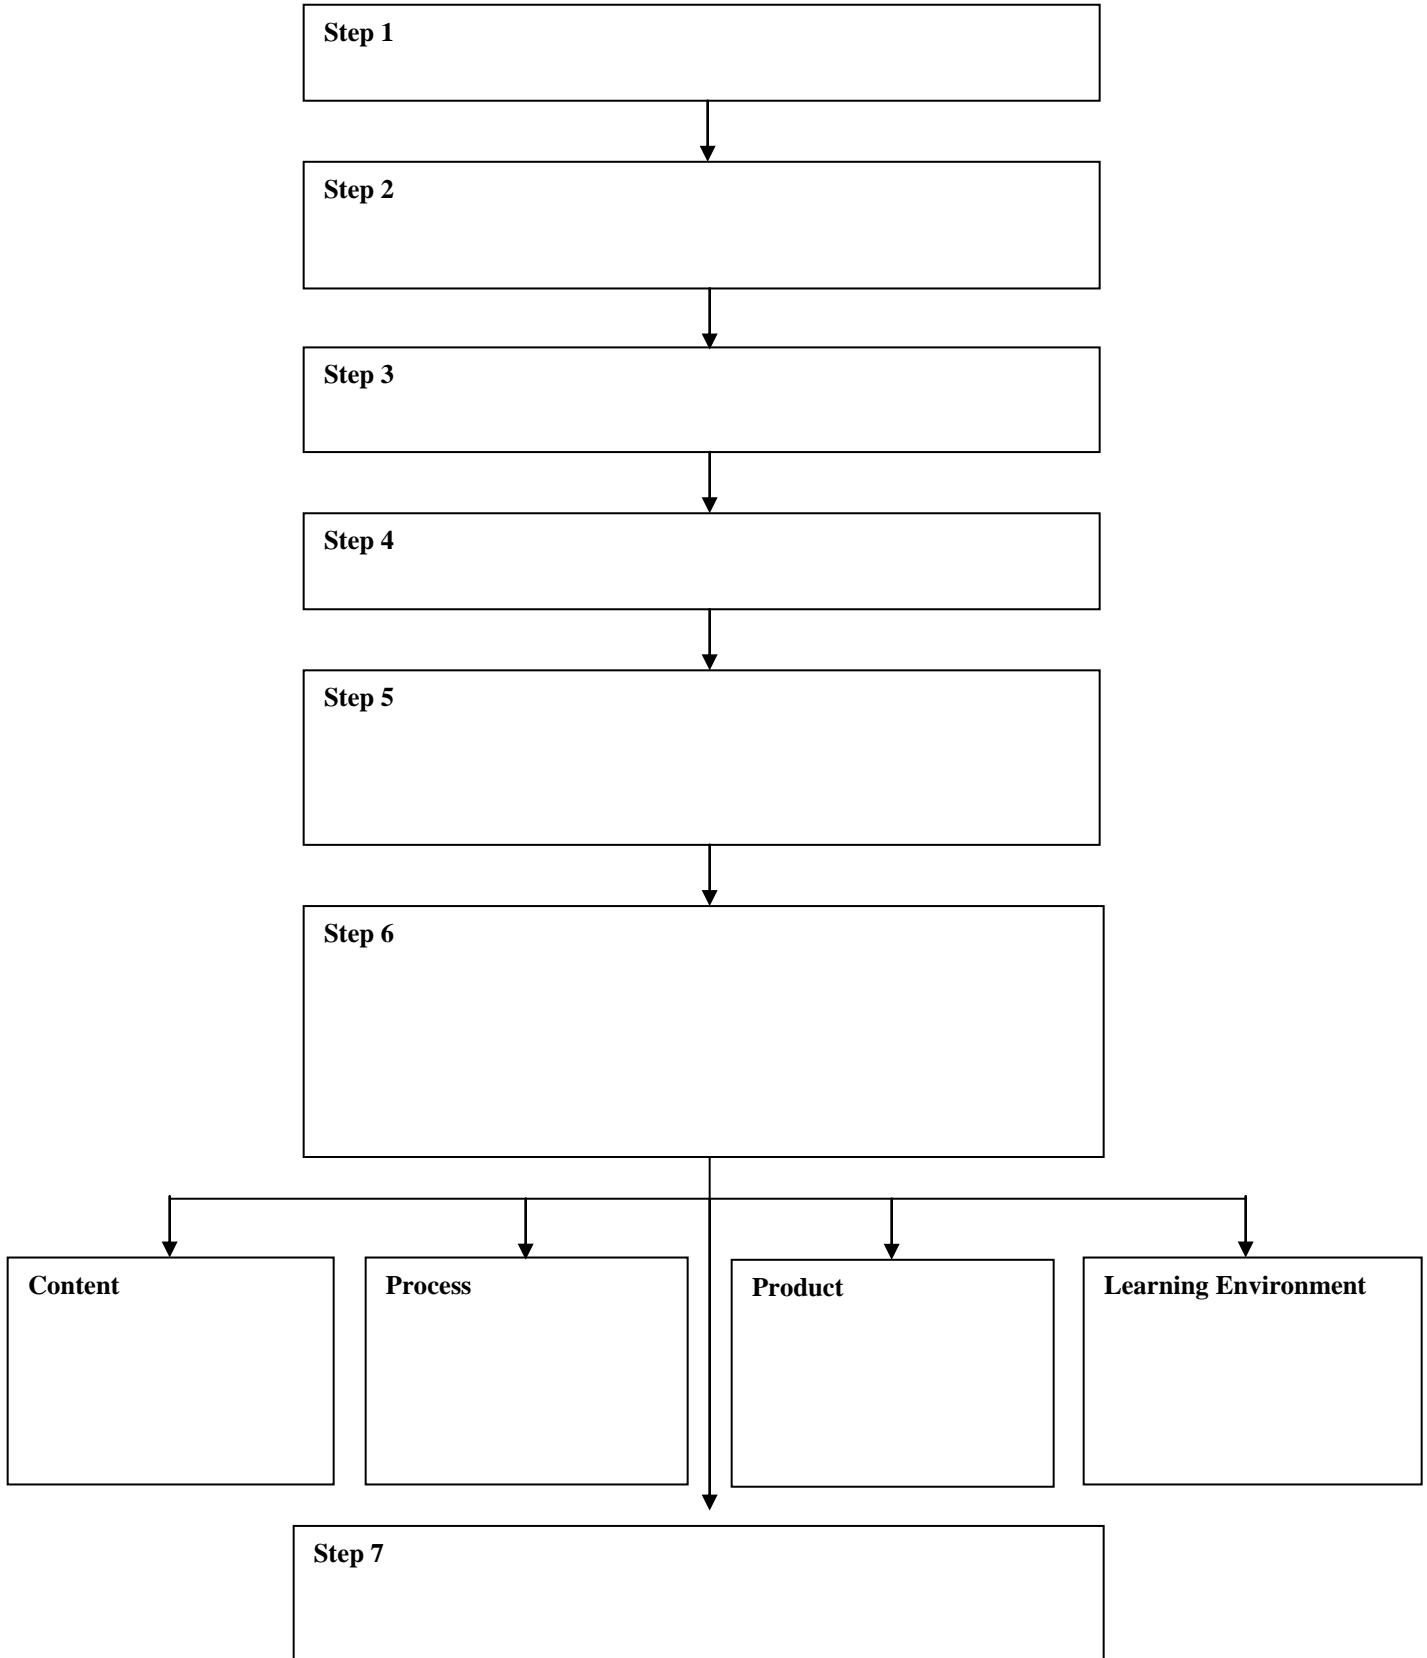 Step 1
Step 2
Step 3
Step 4
Step 5
Step 6
Content
Process
Product
Learning Environment
Step 7